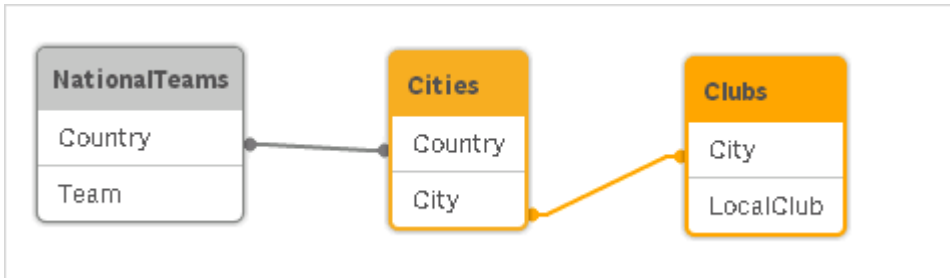 NationalTeams
Country
Team
Cities
Country
City
Clubs
City
LocalClub